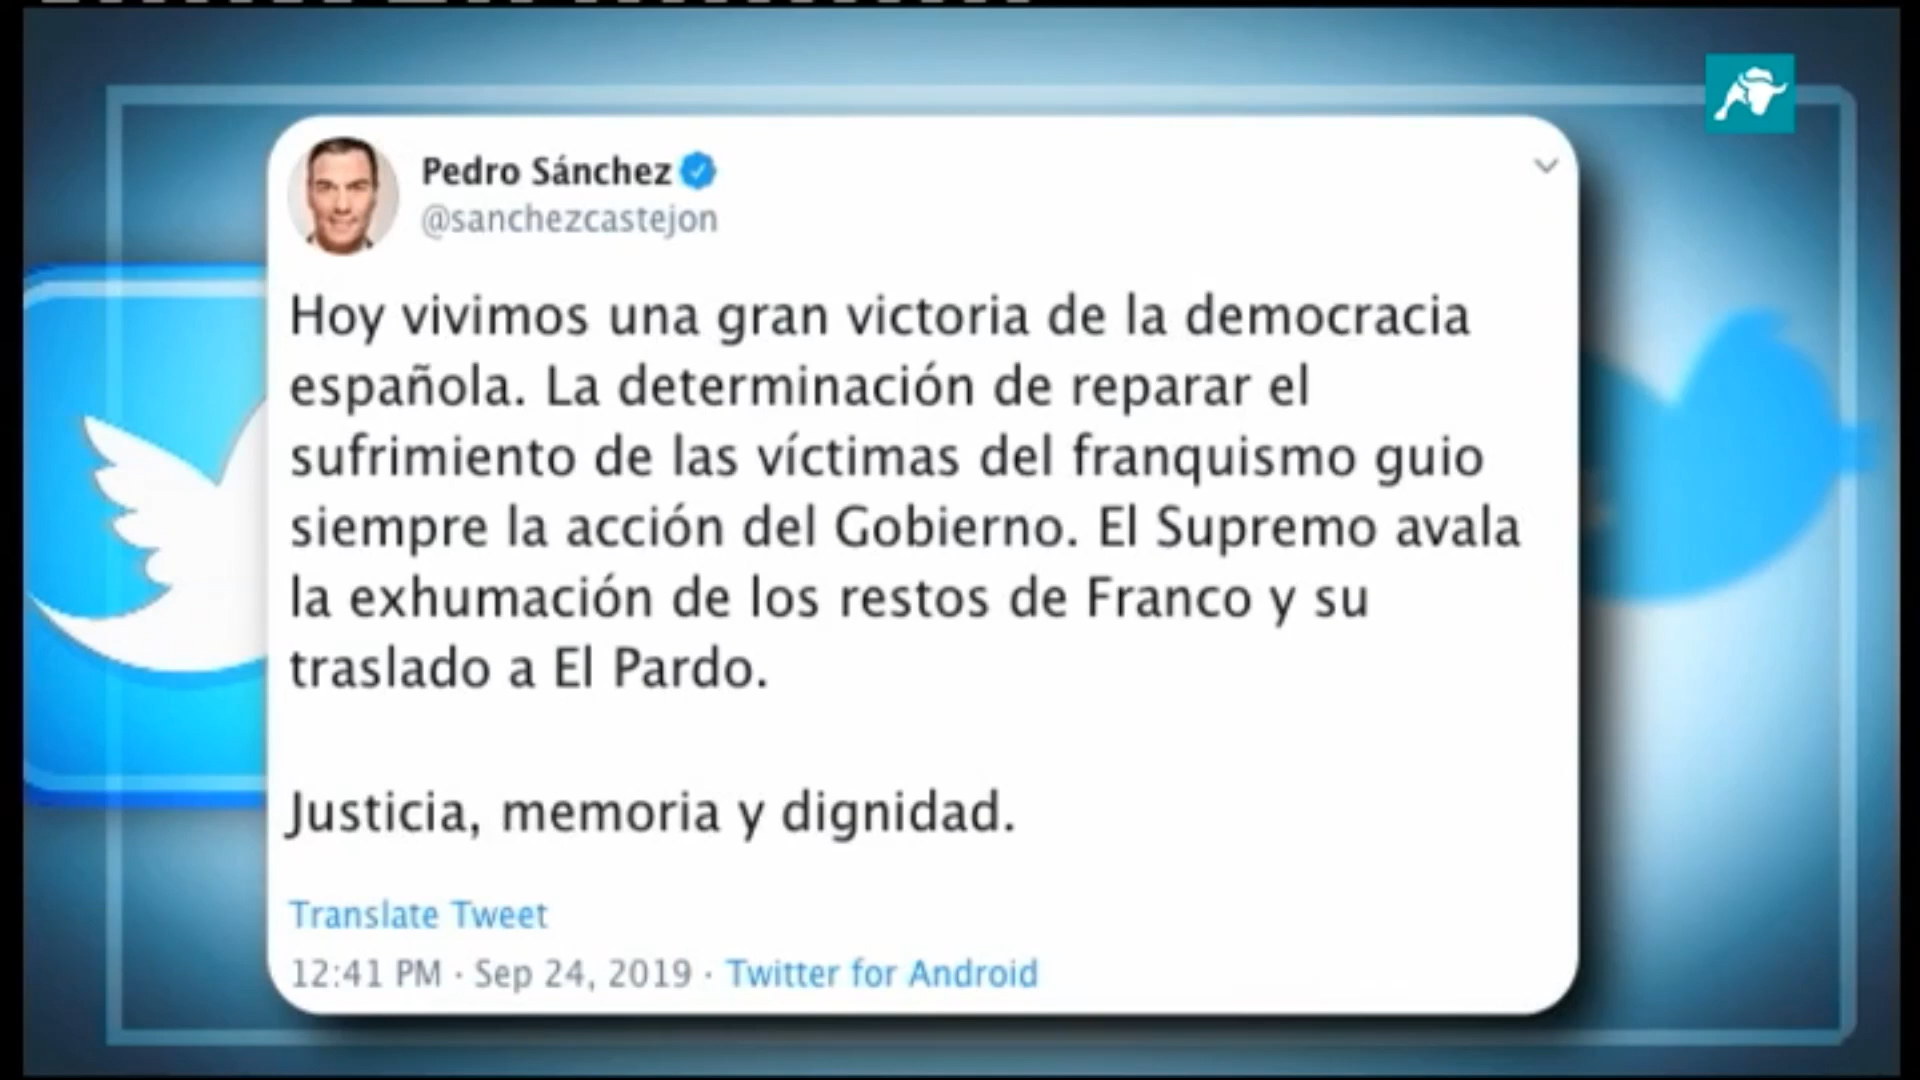 Pedro Sánchez
@sanchezcastejon
Hoy vivimos una gran victoria de la democracia
española. La determinación de reparar el
sufrimiento de las víctimas del franquismo guio
siempre la acción del Gobierno. El Supremo avala
la exhumación de los restos de Franco y su
traslado a El Pardo.
Justicia, memoria y dignidad.
Translate Tweet
12:41 PM · Sep 24, 2019 · Twitter for Android